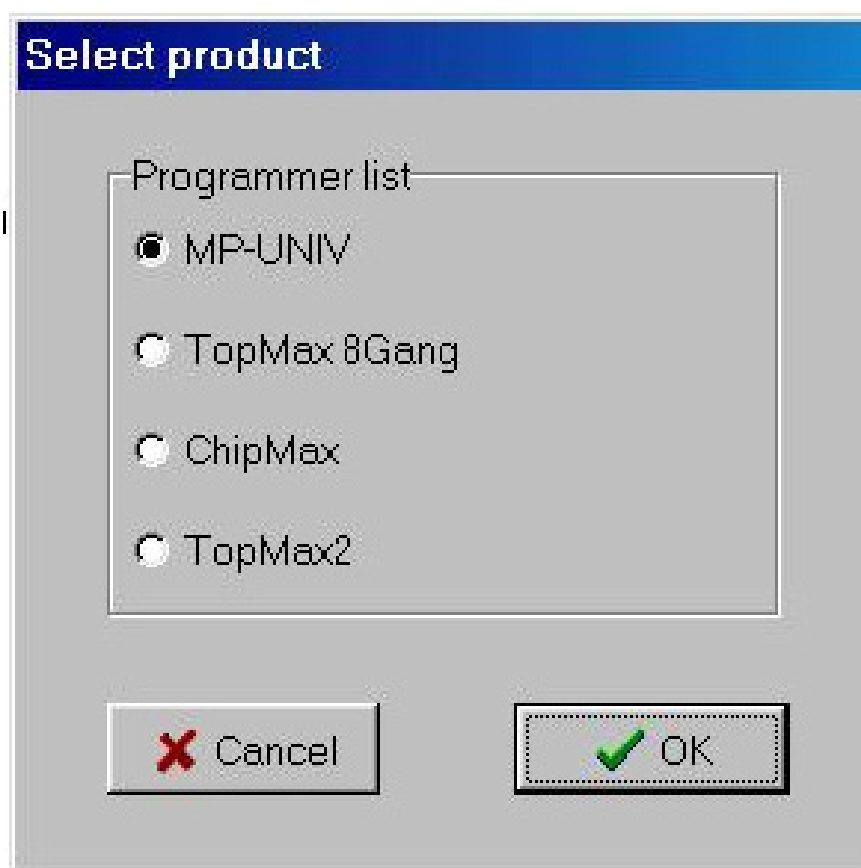 Select product
Programmer list
MP-UNIV
TopMax 8Gang
ChipMax
TopMax2
Cancel
OK